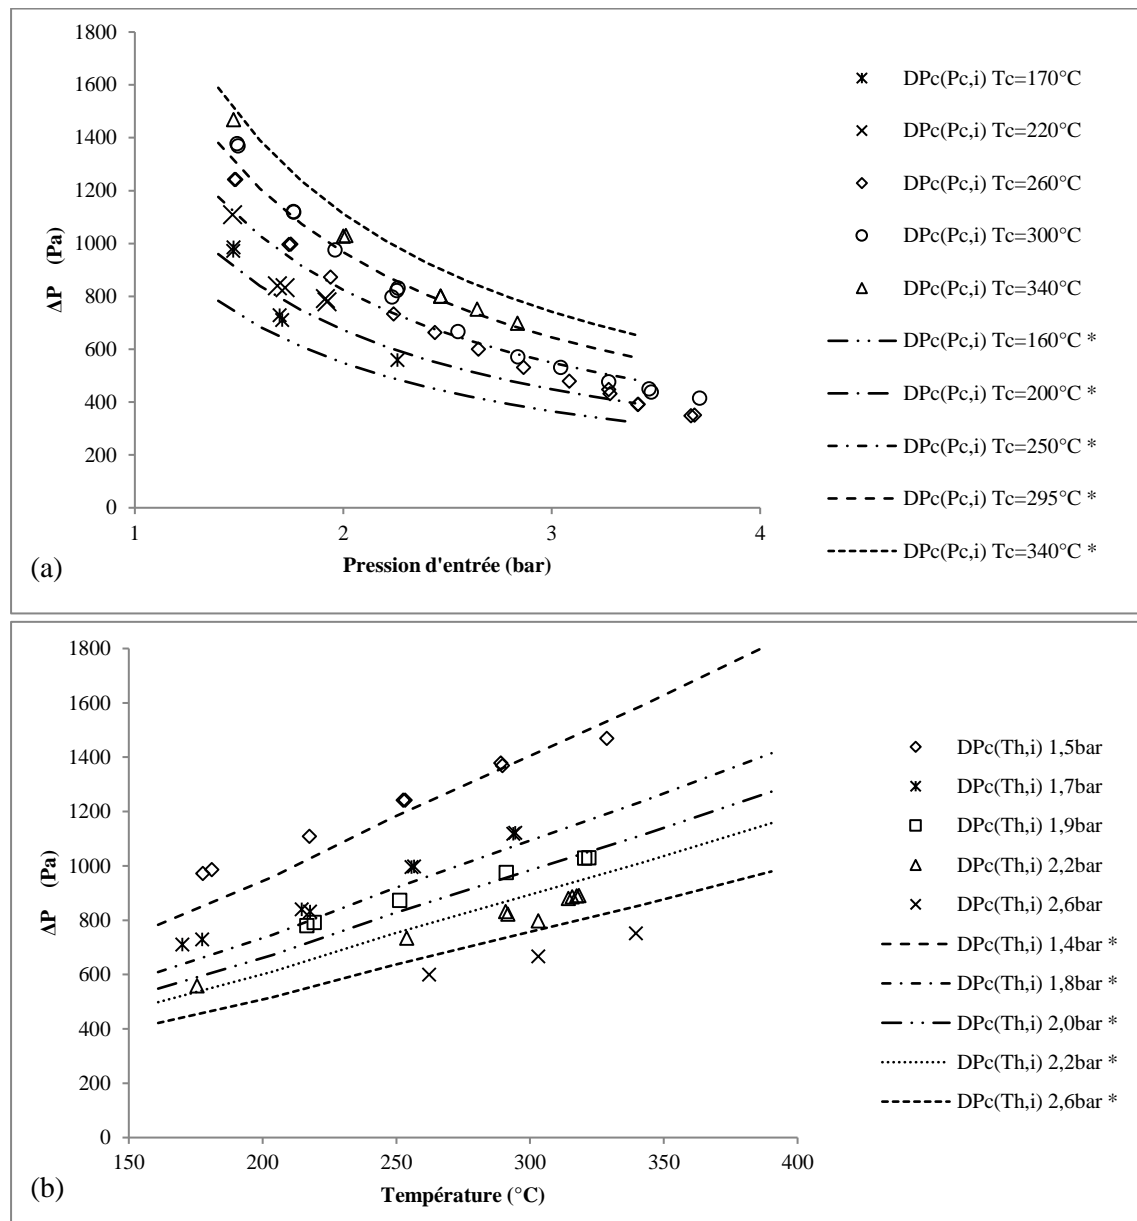 1800
1600
1400
1200
1000
800
600
400
200
0
ΔP (Pa)
1 2 3 4
Pression d'entrée (bar)
(a)
DPc(Pc,i) Tc=170°C
DPc(Pc,i) Tc=220°C
DPc(Pc,i) Tc=260°C
DPc(Pc,i) Tc=300°C
DPc(Pc,i) Tc=340°C
DPc(Pc,i) Tc=160°C *
DPc(Pc,i) Tc=200°C *
DPc(Pc,i) Tc=250°C *
DPc(Pc,i) Tc=295°C *
DPc(Pc,i) Tc=340°C *
1800
1600
1400
1200
1000
800
600
400
200
0
ΔP (Pa)
150 200 250 300 350 400
Température (°C)
(b)
DPc(Th,i) 1,5bar
DPc(Th,i) 1,7bar
DPc(Th,i) 1,9bar
DPc(Th,i) 2,2bar
DPc(Th,i) 2,6bar
DPc(Th,i) 1,4bar *
DPc(Th,i) 1,8bar *
DPc(Th,i) 2,0bar *
DPc(Th,i) 2,2bar *
DPc(Th,i) 2,6bar *